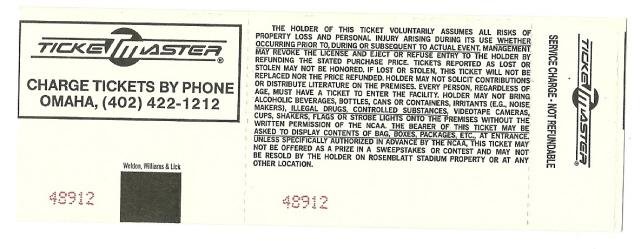 TICKETMASTER®
CHARGE TICKETS BY PHONE
OMAHA, (402) 422-1212
Weldon, Williams & Lick
48912
THE HOLDER OF THIS TICKET VOLUNTARILY ASSUMES ALL RISKS OF
PROPERTY LOSS AND PERSONAL INJURY ARISING DURING ITS USE WHETHER
OCCURRING PRIOR TO, DURING OR SUBSEQUENT TO ACTUAL EVENT. MANAGEMENT
MAY REVOKE THE LICENSE AND EJECT OR REFUSE ENTRY TO THE HOLDER BY
REFUNDING THE STATED PURCHASE PRICE. TICKETS REPORTED AS LOST OR
STOLEN MAY NOT BE HONORED. IF LOST OR STOLEN, THIS TICKET WILL NOT BE
REPLACED NOR THE PRICE REFUNDED. HOLDER MAY NOT SOLICIT CONTRIBUTIONS
OR DISTRIBUTE LITERATURE ON THE PREMISES. EVERY PERSON, REGARDLESS OF
AGE, MUST HAVE A TICKET TO ENTER THE FACILITY. HOLDER MAY NOT BRING
ALCOHOLIC BEVERAGES, BOTTLES, CANS OR CONTAINERS, IRRITANTS (E.G., NOISE
MAKERS), ILLEGAL DRUGS, CONTROLLED SUBSTANCES, VIDEOTAPE CAMERAS,
CUPS, SHAKERS, FLAGS OR STROBE LIGHTS ONTO THE PREMISES WITHOUT THE
WRITTEN PERMISSION OF THE NCAA. THE BEARER OF THIS TICKET MAY BE
ASKED TO DISPLAY CONTENTS OF BAG, BOXES, PACKAGES, ETC., AT ENTRANCE.
UNLESS SPECIFICALLY AUTHORIZED IN ADVANCE BY THE NCAA, THIS TICKET MAY
NOT BE OFFERED AS A PRIZE IN A SWEEPSTAKES OR CONTEST AND MAY NOT
BE RESOLD BY THE HOLDER ON ROSENBLATT STADIUM PROPERTY OR AT ANY
OTHER LOCATION.
48912
SERVICE CHARGE - NOT REFUNDABLE
TICKETMASTER®